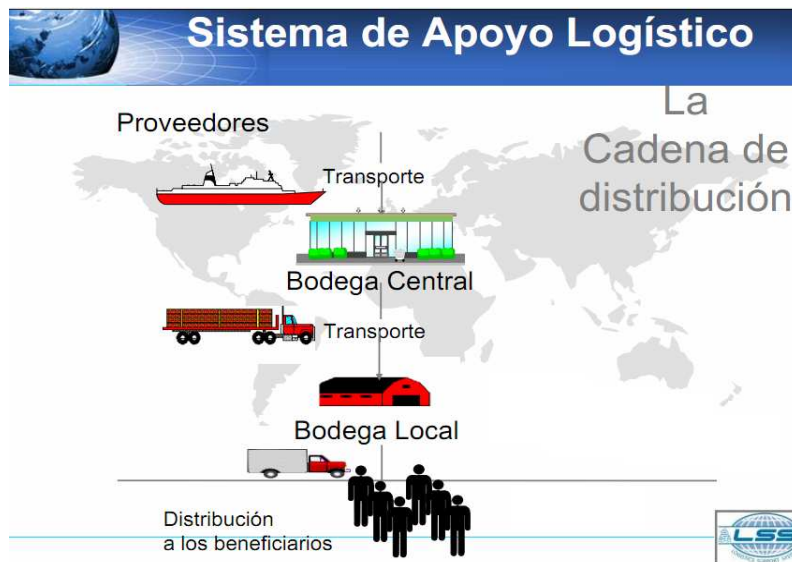 Sistema de Apoyo Logístico
La
Cadena de
distribución
Proveedores
Transporte
Bodega Central
Transporte
Bodega Local
Distribución
a los beneficiarios
LSS